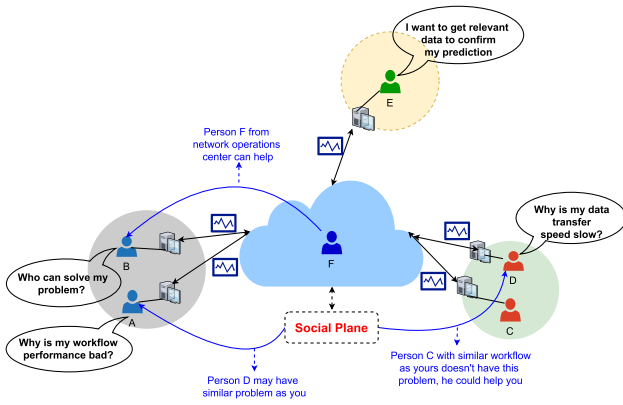 I want to get relevant
data to confirm
my prediction
E
Person F from
network operations
center can help
Why is my data
transfer
speed slow?
B
F
D
Who can solve my
problem?
A
C
Social Plane
Why is my workflow
performance bad?
Person D may have
similar problem as you
Person C with similar workflow
as yours doesn't have this
problem, he could help you